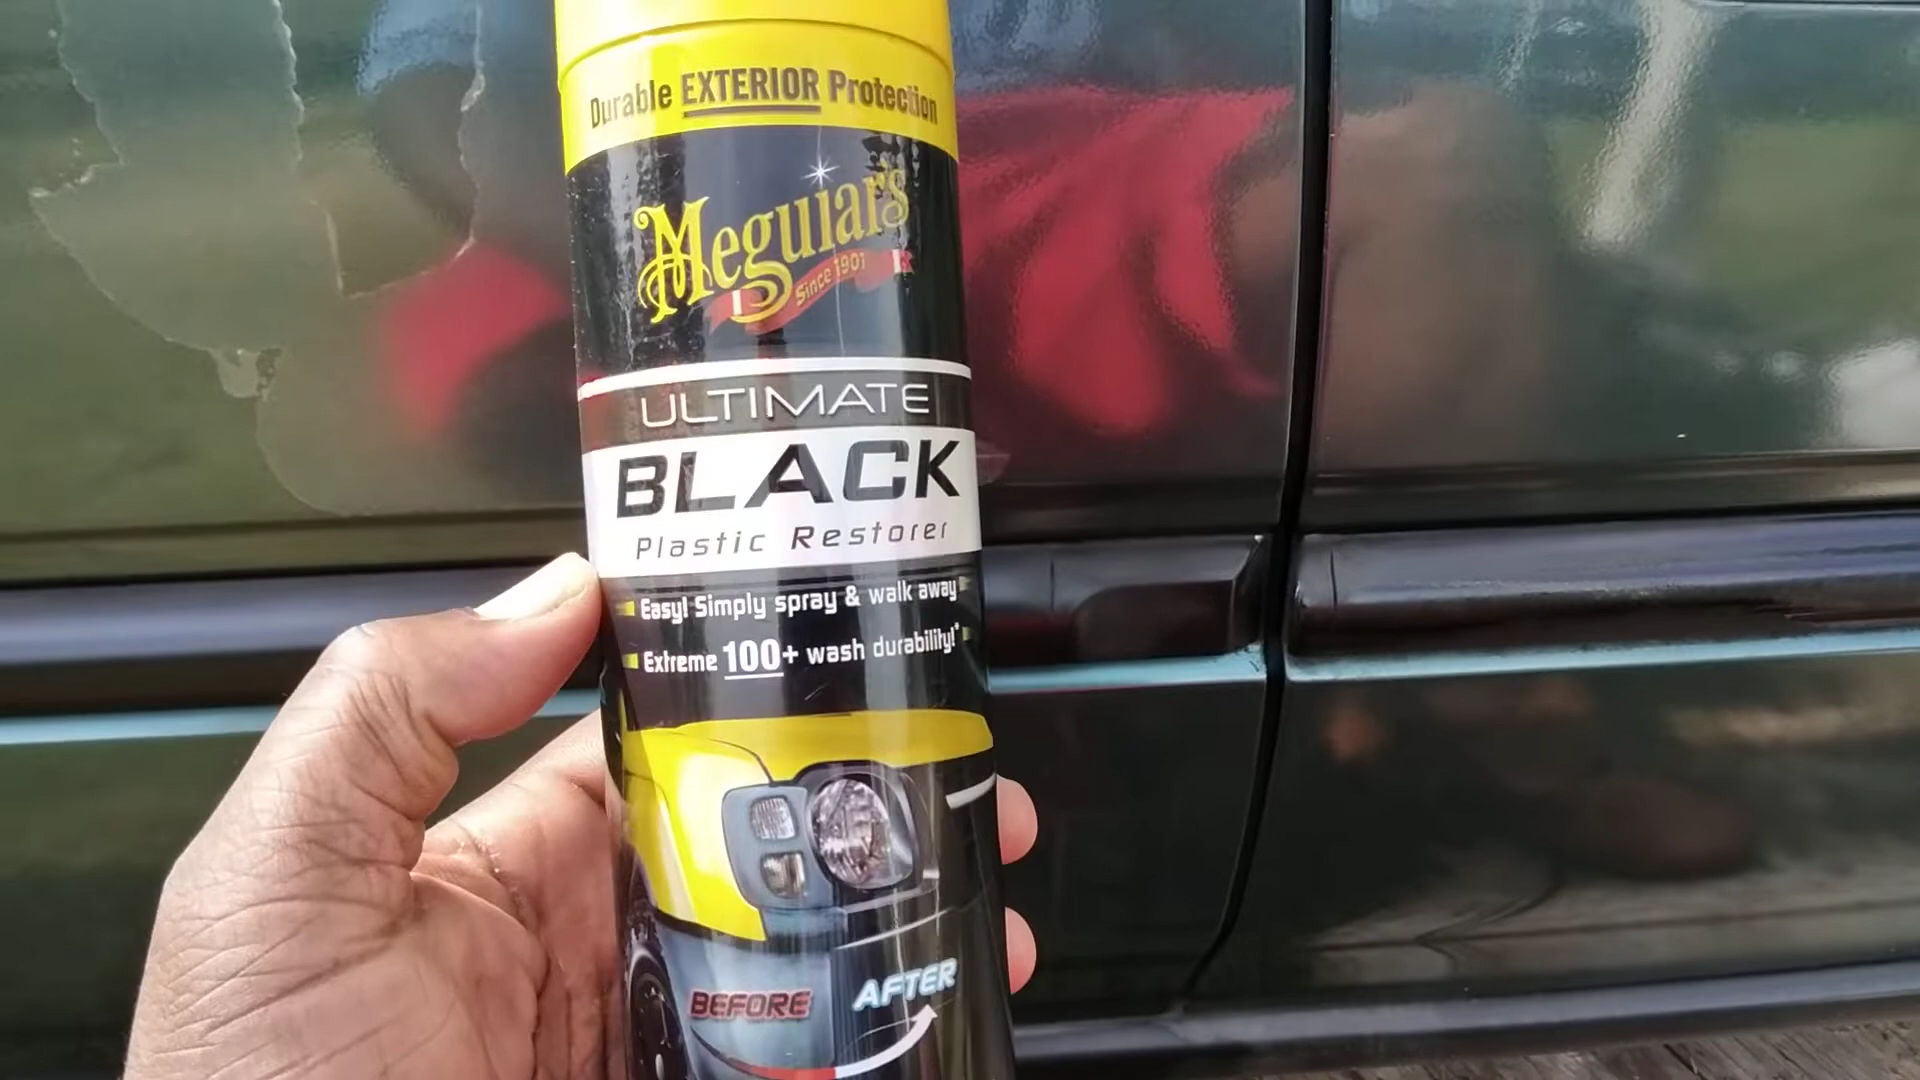 Durable EXTERIOR Protection
Meguiar's
Since 1901
ULTIMATE
BLACK
Plastic Restorer
Easy! Simply spray & walk away
Extreme 100+ wash durability!*
BEFORE AFTER